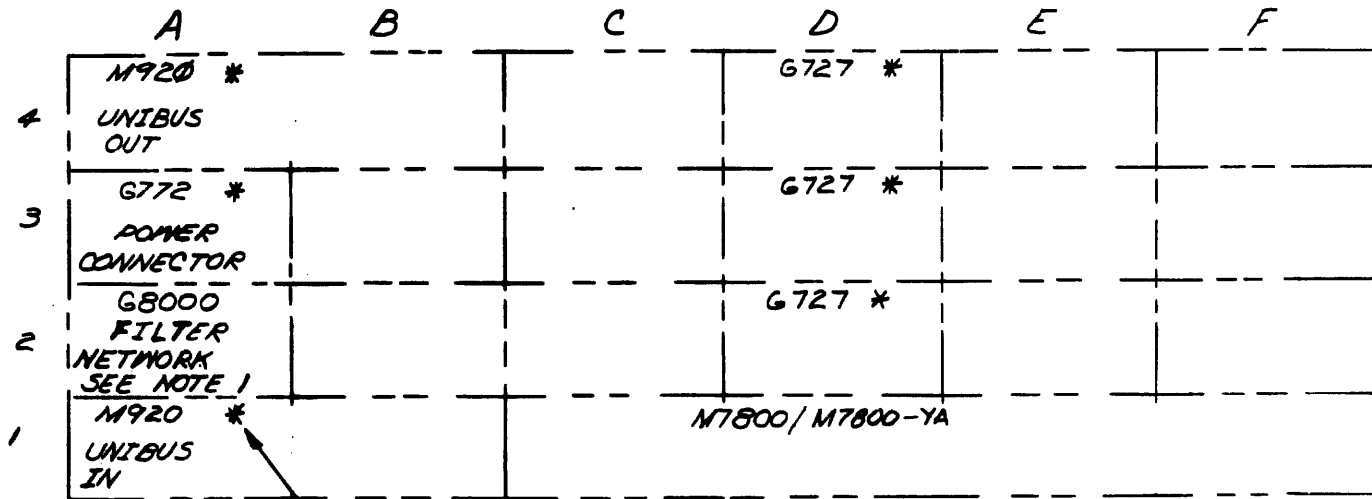 A B C D E F
4
M920 *
UNIBUS
OUT
G727 *
3
G772 *
POWER
CONNECTOR
G727 *
2
G8000
FILTER
NETWORK
SEE NOTE 1
G727 *
1
M920 *
UNIBUS
IN
M7800/M7800-YA